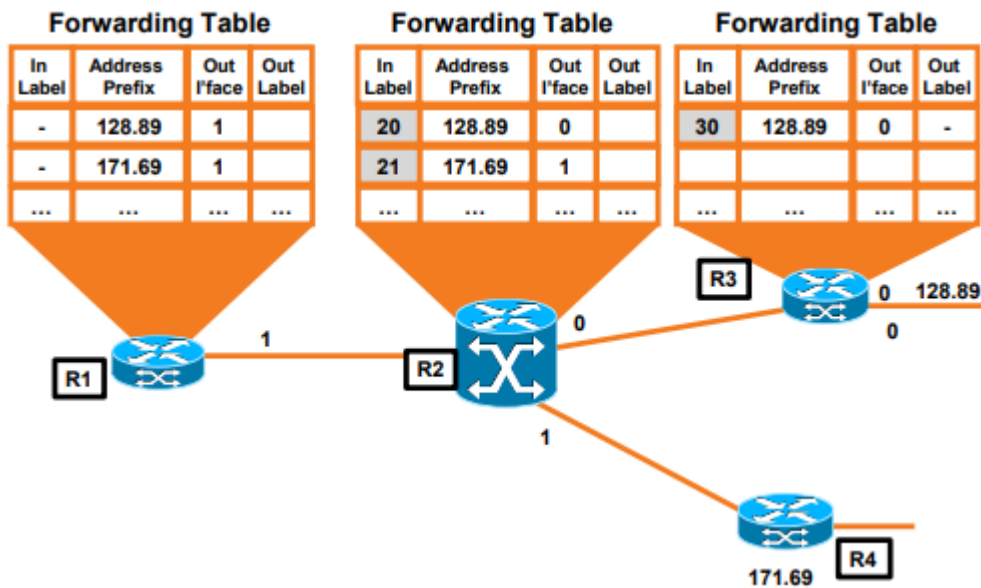 Forwarding Table
In Label Address Prefix Out I'face Out Label
- 128.89 1
- 171.69 1
... ... ... ...
Forwarding Table
In Label Address Prefix Out I'face Out Label
20 128.89 0
21 171.69 1
... ... ... ...
Forwarding Table
In Label Address Prefix Out I'face Out Label
30 128.89 0 -
... ... ... ...
R1
1
R2
0
1
R3
0 128.89
0
R4
171.69